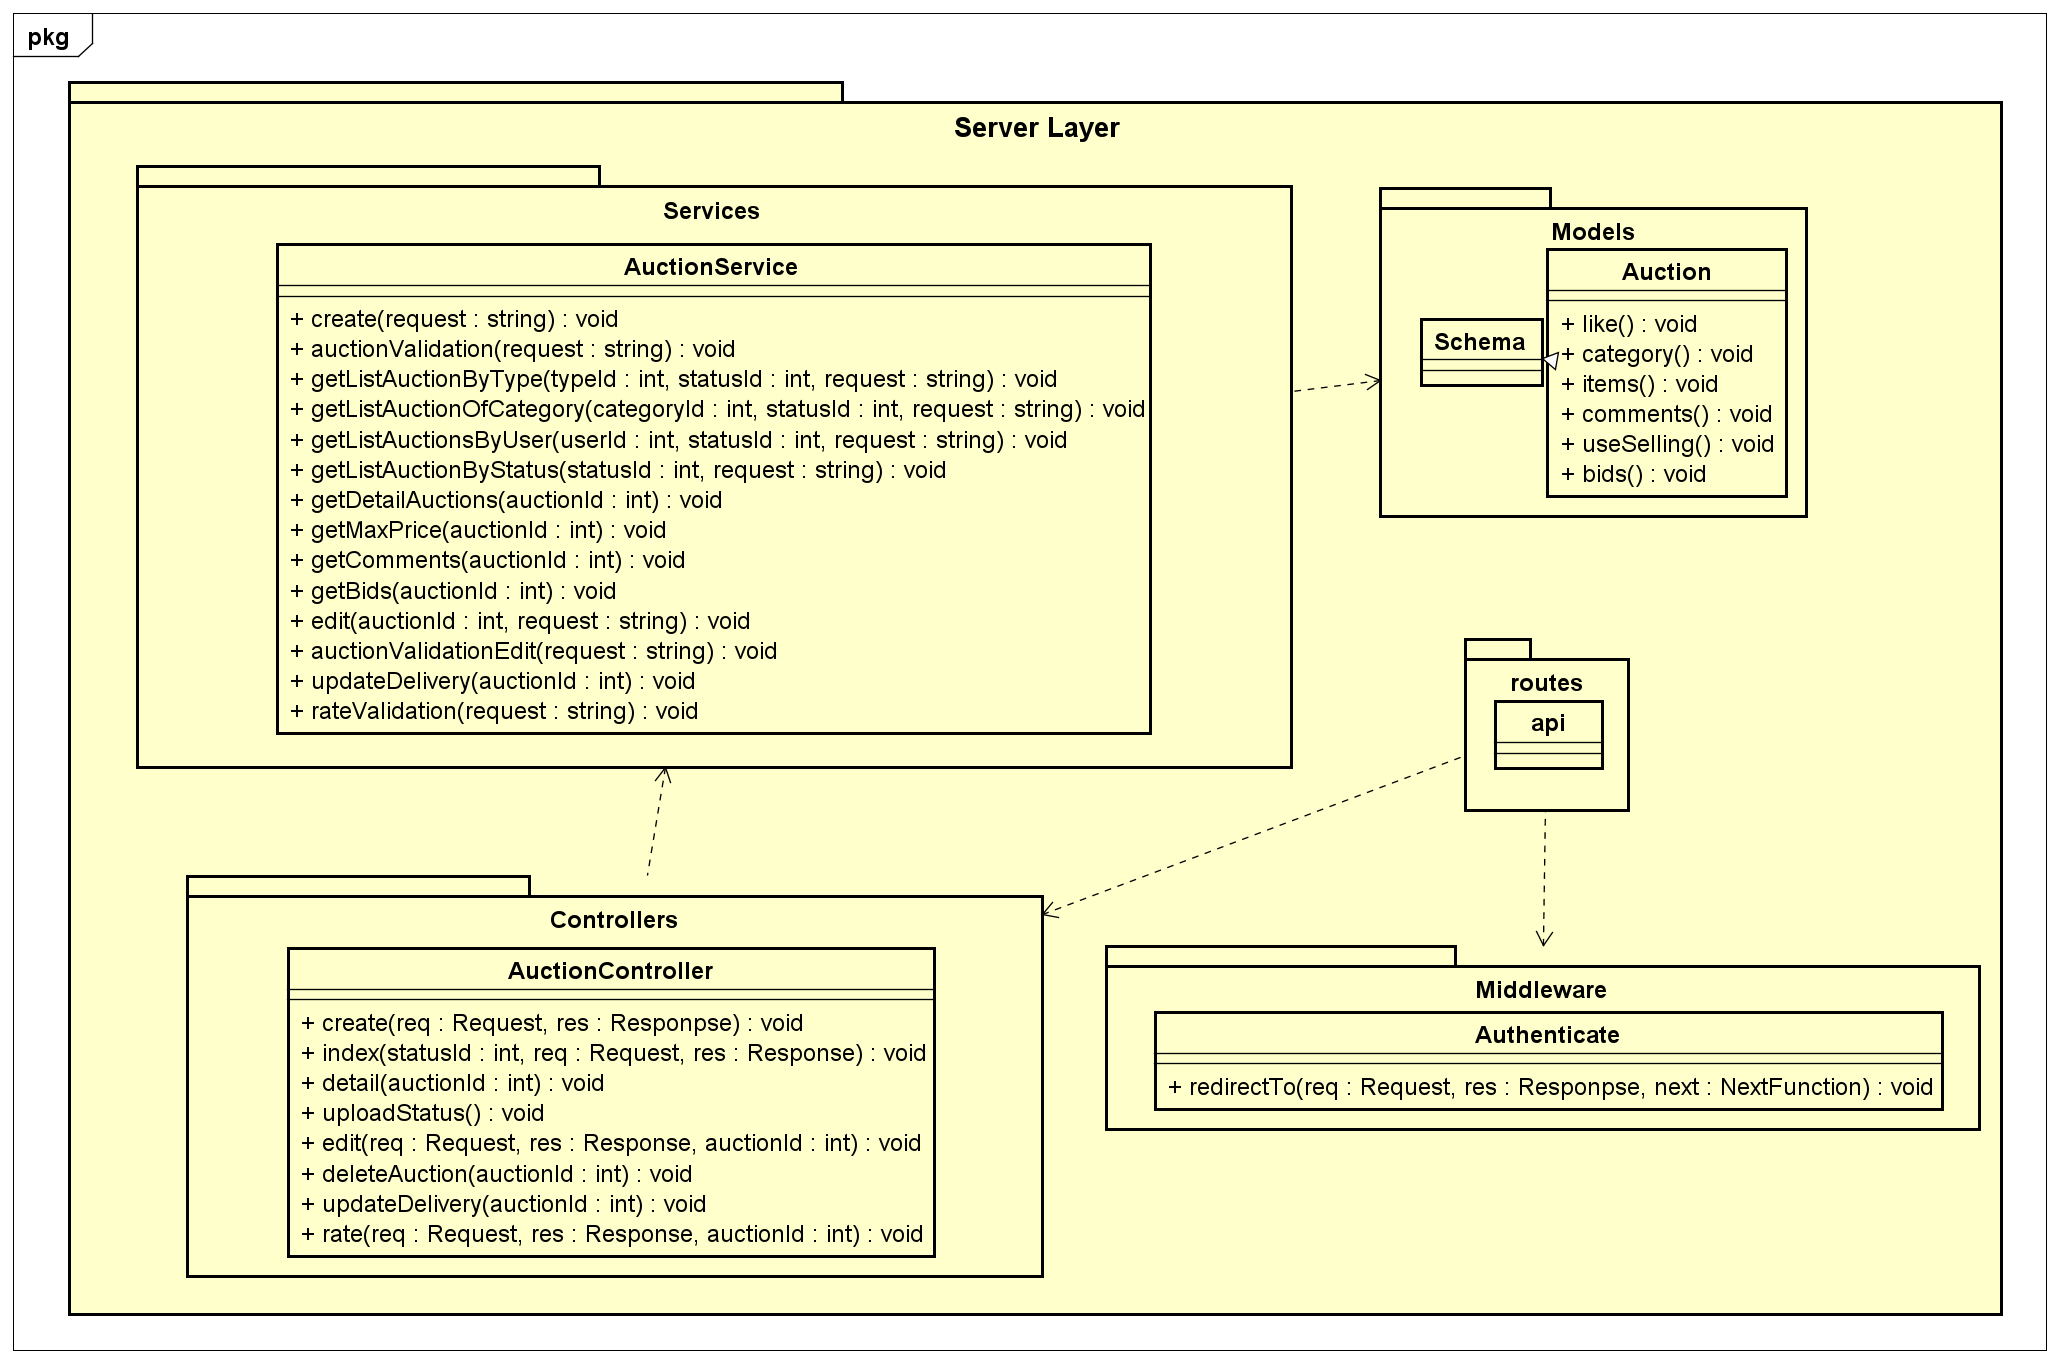 pkg
Server Layer
Services
AuctionService
+ create(request : string) : void
+ auctionValidation(request : string) : void
+ getListAuctionByType(typeId : int, statusId : int, request : string) : void
+ getListAuctionOfCategory(categoryId : int, statusId : int, request : string) : void
+ getListAuctionsByUser(userId : int, statusId : int, request : string) : void
+ getListAuctionByStatus(statusId : int, request : string) : void
+ getDetailAuctions(auctionId : int) : void
+ getMaxPrice(auctionId : int) : void
+ getComments(auctionId : int) : void
+ getBids(auctionId : int) : void
+ edit(auctionId : int, request : string) : void
+ auctionValidationEdit(request : string) : void
+ updateDelivery(auctionId : int) : void
+ rateValidation(request : string) : void
Models
Schema
Auction
+ like() : void
+ category() : void
+ items() : void
+ comments() : void
+ useSelling() : void
+ bids() : void
routes
api
Controllers
AuctionController
+ create(req : Request, res : Responpse) : void
+ index(statusId : int, req : Request, res : Response) : void
+ detail(auctionId : int) : void
+ uploadStatus() : void
+ edit(req : Request, res : Response, auctionId : int) : void
+ deleteAuction(auctionId : int) : void
+ updateDelivery(auctionId : int) : void
+ rate(req : Request, res : Response, auctionId : int) : void
Middleware
Authenticate
+ redirectTo(req : Request, res : Responpse, next : NextFunction) : void